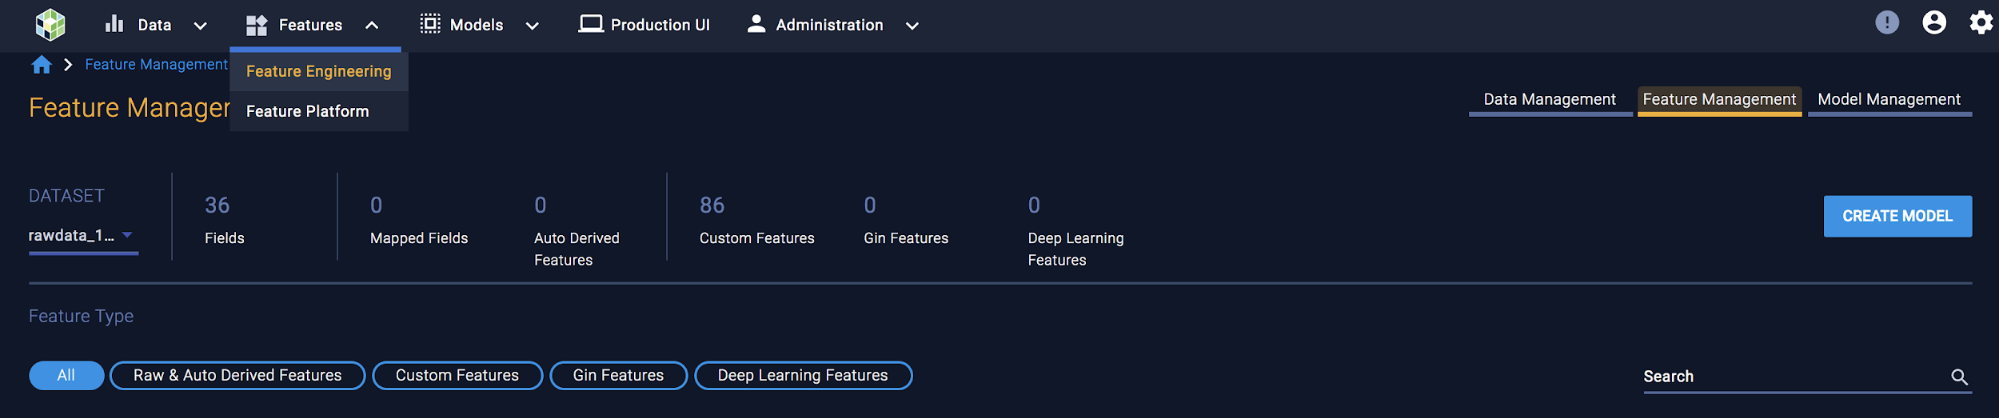 Data
Features
Models
Production UI
Administration
Feature Management
Feature Engineering
Feature Platform
Feature Manager
Data Management
Feature Management
Model Management
DATASET
rawdata_1...
36
Fields
0
Mapped Fields
0
Auto Derived
Features
86
Custom Features
0
Gin Features
0
Deep Learning
Features
CREATE MODEL
Feature Type
All
Raw & Auto Derived Features
Custom Features
Gin Features
Deep Learning Features
Search